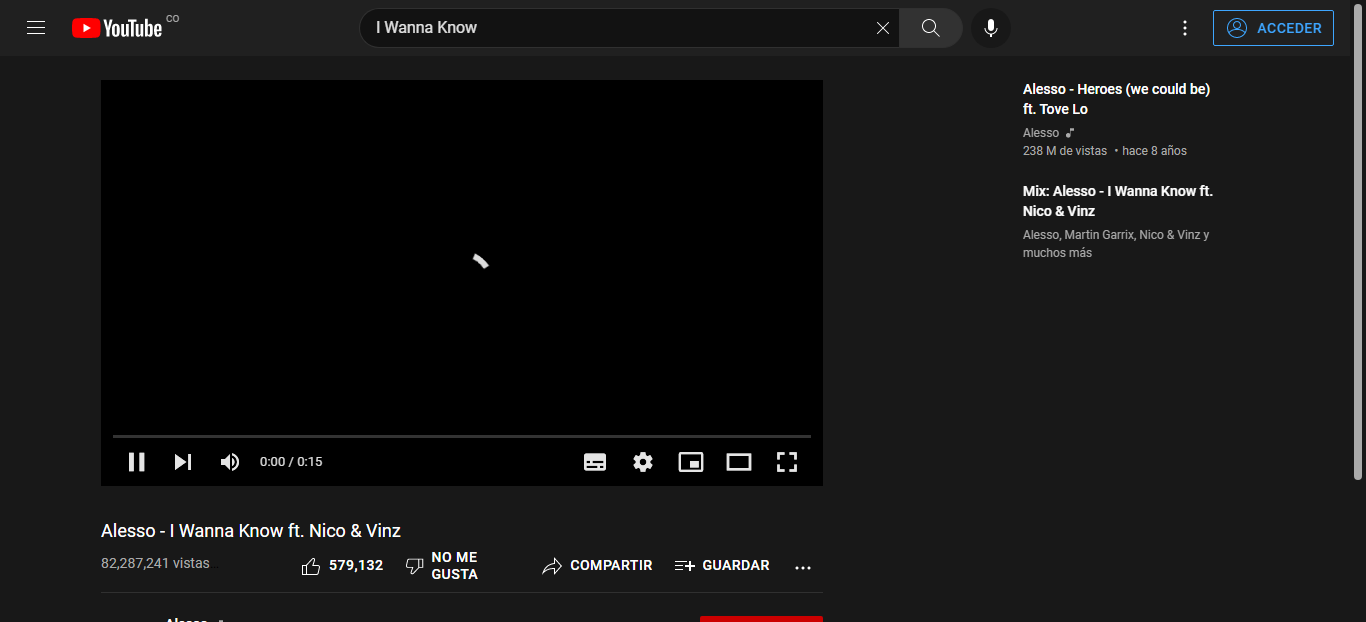 YouTube CO
I Wanna Know
ACCEDER
Alesso - Heroes (we could be)
ft. Tove Lo
Alesso
238 M de vistas • hace 8 años
Mix: Alesso - I Wanna Know ft.
Nico & Vinz
Alesso, Martin Garrix, Nico & Vinz y
muchos más
0:00 / 0:15
Alesso - I Wanna Know ft. Nico & Vinz
82,287,241 vistas
579,132
NO ME
GUSTA
COMPARTIR
GUARDAR
Alesso